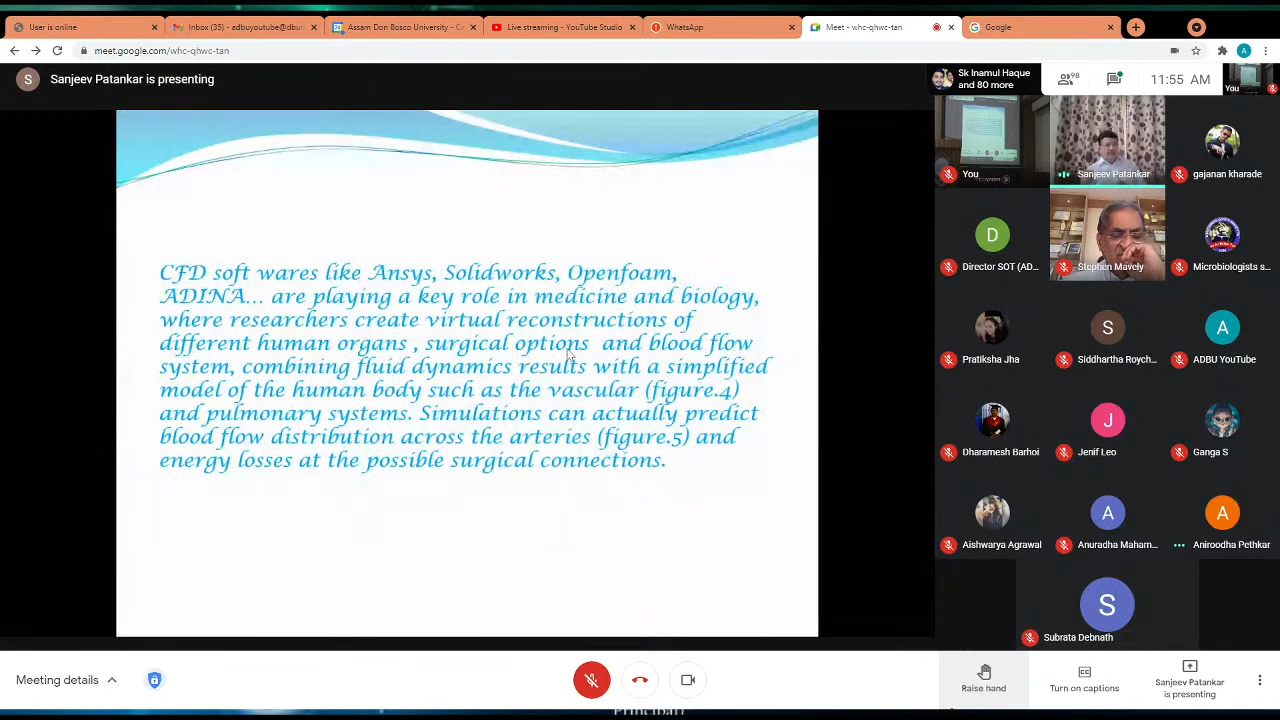 User is online
Inbox (35) - adbuyoutube@dbu
Assam Don Bosco University - Ca
Live streaming - YouTube Studio
WhatsApp
Meet - whc-qhwc-tan
Google
meet.google.com/whc-qhwc-tan
S
Sanjeev Patankar is presenting
Sk Inamul Haque
and 80 more
98
11:55 AM
You
You
Sanjeev Patankar
gajanan kharade
D
Director SOT (AD...
Stephen Mavely
Microbiologists s...
Pratiksha Jha
S
Siddhartha Roych...
A
ADBU YouTube
Dharamesh Barhoi
J
Jenif Leo
Ganga S
Aishwarya Agrawal
A
Anuradha Maham...
A
Aniroodha Pethkar
S
Subrata Debnath
CFD soft wares like Ansys, Solidworks, Openfoam,
ADINA... are playing a key role in medicine and biology,
where researchers create virtual reconstructions of
different human organs , surgical options  and blood flow
system, combining fluid dynamics results with a simplified
model of the human body such as the vascular (figure.4)
and pulmonary systems. Simulations can actually predict
blood flow distribution across the arteries (figure.5) and
energy losses at the possible surgical connections.
Meeting details
Raise hand
Turn on captions
Sanjeev Patankar
is presenting